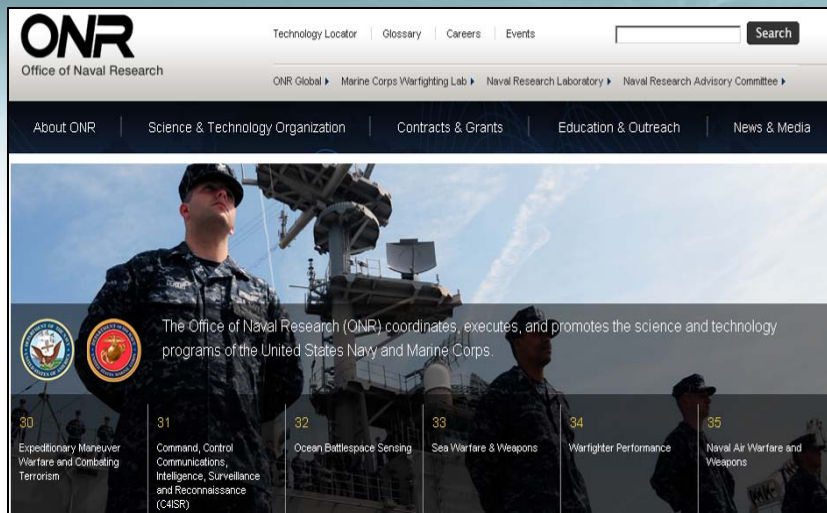 ONR
Office of Naval Research
Technology Locator
Glossary
Careers
Events
Search
ONR Global
Marine Corps Warfighting Lab
Naval Research Laboratory
Naval Research Advisory Committee
About ONR
Science & Technology Organization
Contracts & Grants
Education & Outreach
News & Media
The Office of Naval Research (ONR) coordinates, executes, and promotes the science and technology
programs of the United States Navy and Marine Corps.
30
Expeditionary Maneuver
Warfare and Combating
Terrorism
31
Command, Control
Communications,
Intelligence, Surveillance
and Reconnaissance
(C4ISR)
32
Ocean Battlespace Sensing
33
Sea Warfare & Weapons
34
Warfighter Performance
35
Naval Air Warfare and
Weapons